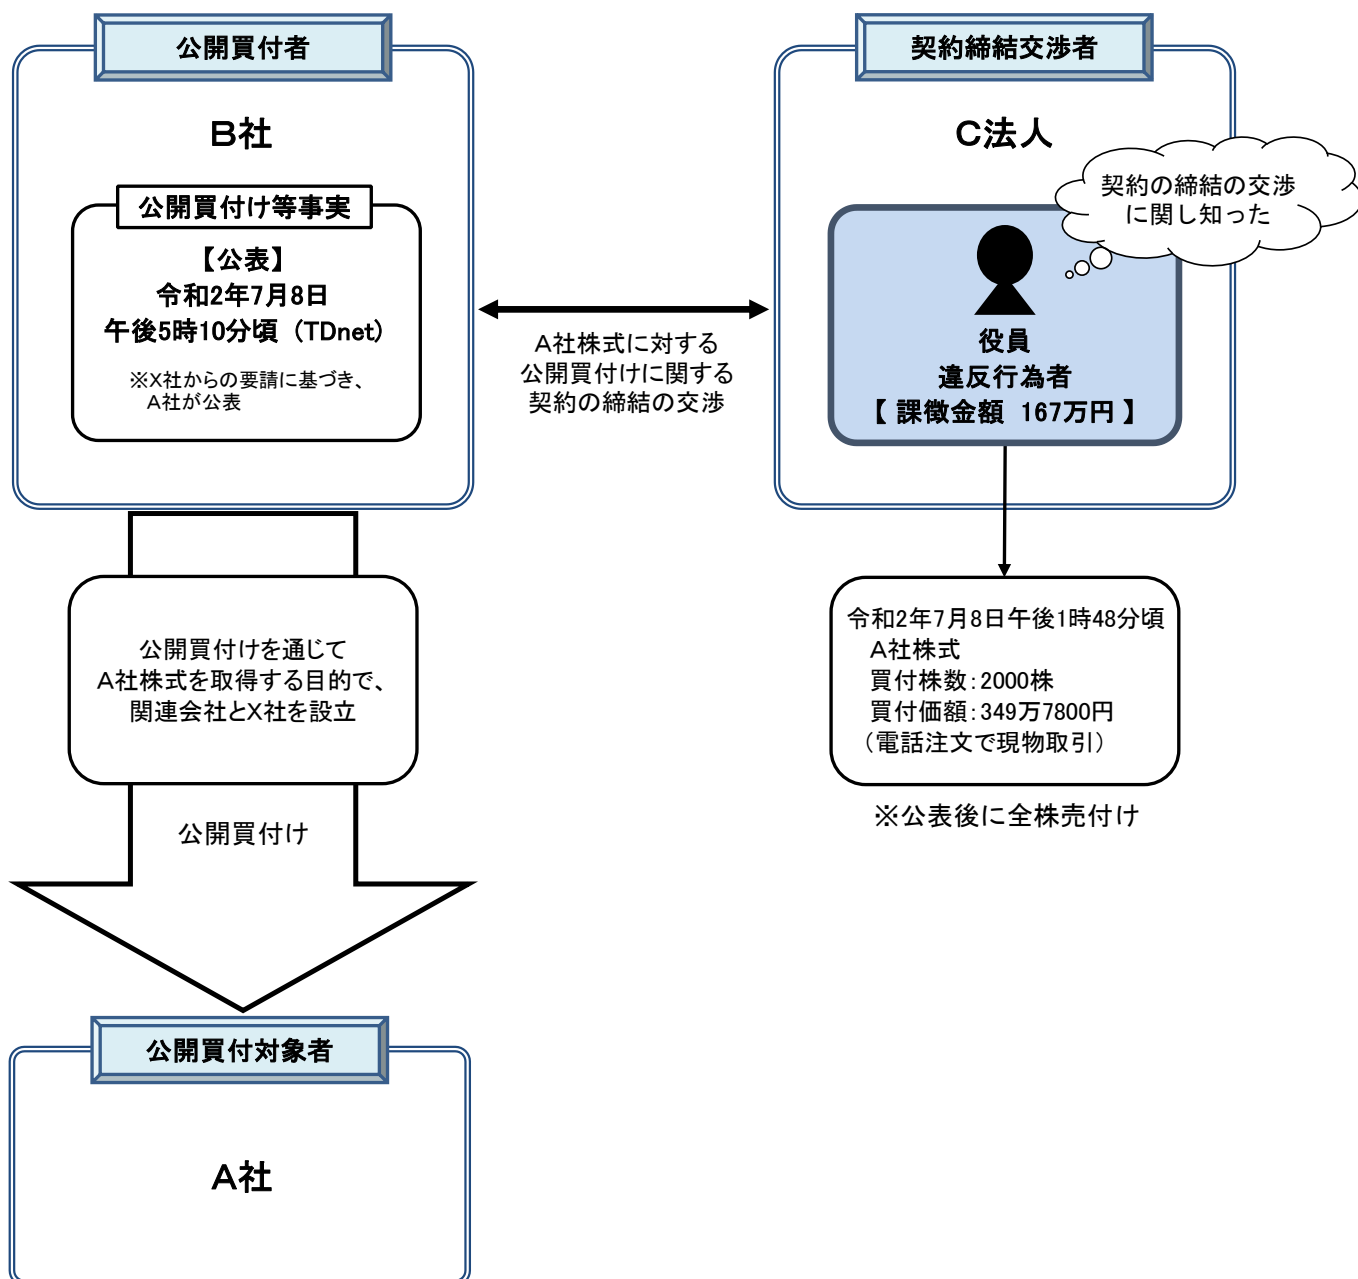 公開買付者
B社
公開買付け等事実
【公表】
令和2年7月8日
午後5時10分頃（TDnet）
※X社からの要請に基づき、
A社が公表
A社株式に対する
公開買付けに関する
契約の締結の交渉
契約締結交渉者
C法人
契約の締結の交渉
に関し知った
役員
違反行為者
【 課徴金額 167万円 】
令和2年7月8日午後1時48分頃
A社株式
買付株数：2000株
買付価額：349万7800円
（電話注文で現物取引）
※公表後に全株売付け
公開買付けを通じて
A社株式を取得する目的で、
関連会社とX社を設立
公開買付け
公開買付対象者
A社